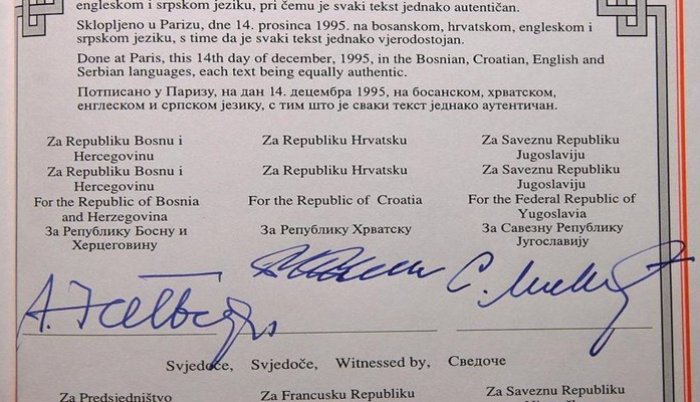 engleskom i srpskom jeziku, pri čemu je svaki tekst jednako autentičan.
Sklopljeno u Parizu, dne 14. prosinca 1995. na bosanskom, hrvatskom, engleskom i
srpskom jeziku, s time da je svaki tekst jednako vjerodostojan.
Done at Paris, this 14th day of december, 1995, in the Bosnian, Croatian, English and
Serbian languages, each text being equally authentic.
Потписано у Паризу, на дан 14. децембра 1995, на босанском, хрватском,
енглеском и српском језику, с тим што је сваки текст једнако аутентичан.
Za Republiku Bosnu i
Hercegovinu
Za Republiku Bosnu i
Hercegovinu
For the Republic of Bosnia
and Herzegovina
За Републику Босну и
Херцеговину
Za Republiku Hrvatsku
Za Republiku Hrvatsku
For the Republic of Croatia
За Републику Хрватску
Za Saveznu Republiku
Jugoslaviju
Za Saveznu Republiku
Jugoslaviju
For the Federal Republic of
Yugoslavia
За Савезну Републику
Југославију
Svjedoče, Svjedoče, Witnessed by, Сведоче
Za Predsjedništvo
Za Francusku Republiku
Za Saveznu Republiku